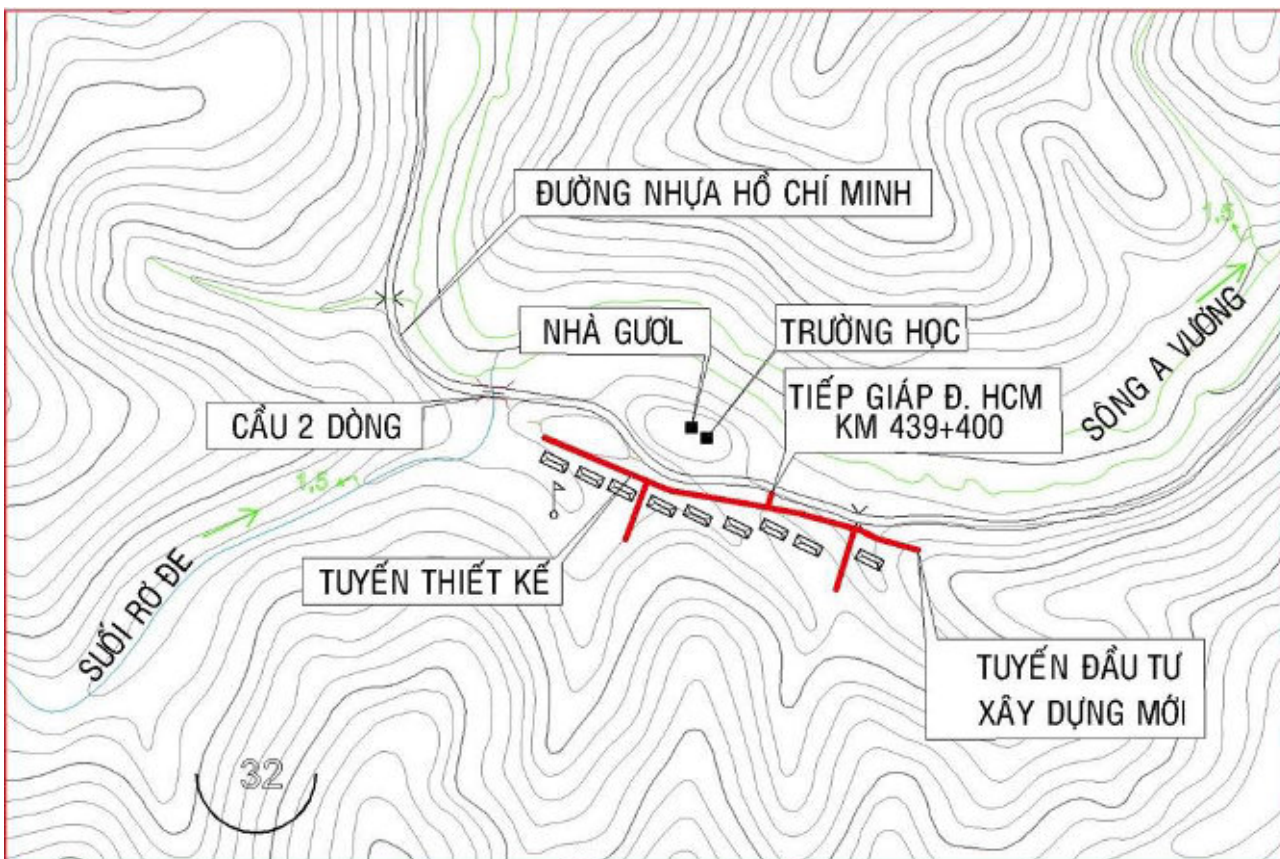 ĐƯỜNG NHỰA HỒ CHÍ MINH
1,5
NHÀ GƯƠL
TRƯỜNG HỌC
SÔNG A VƯƠNG
TIẾP GIÁP Đ. HCM
KM 439+400
CẦU 2 DÒNG
1,5
SUỐI RƠ ĐE
TUYẾN THIẾT KẾ
TUYẾN ĐẦU TƯ
XÂY DỰNG MỚI
32